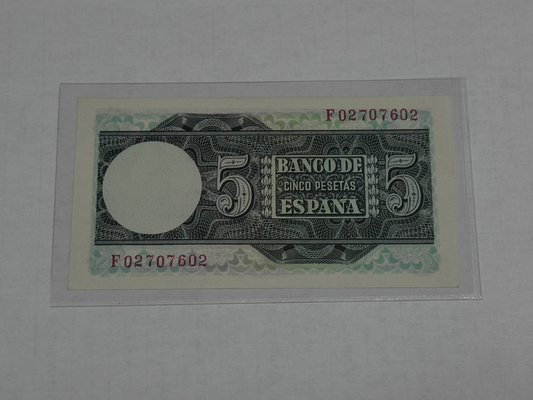 F02707602
5
BANCO DE
CINCO PESETAS
ESPAÑA
5
F02707602